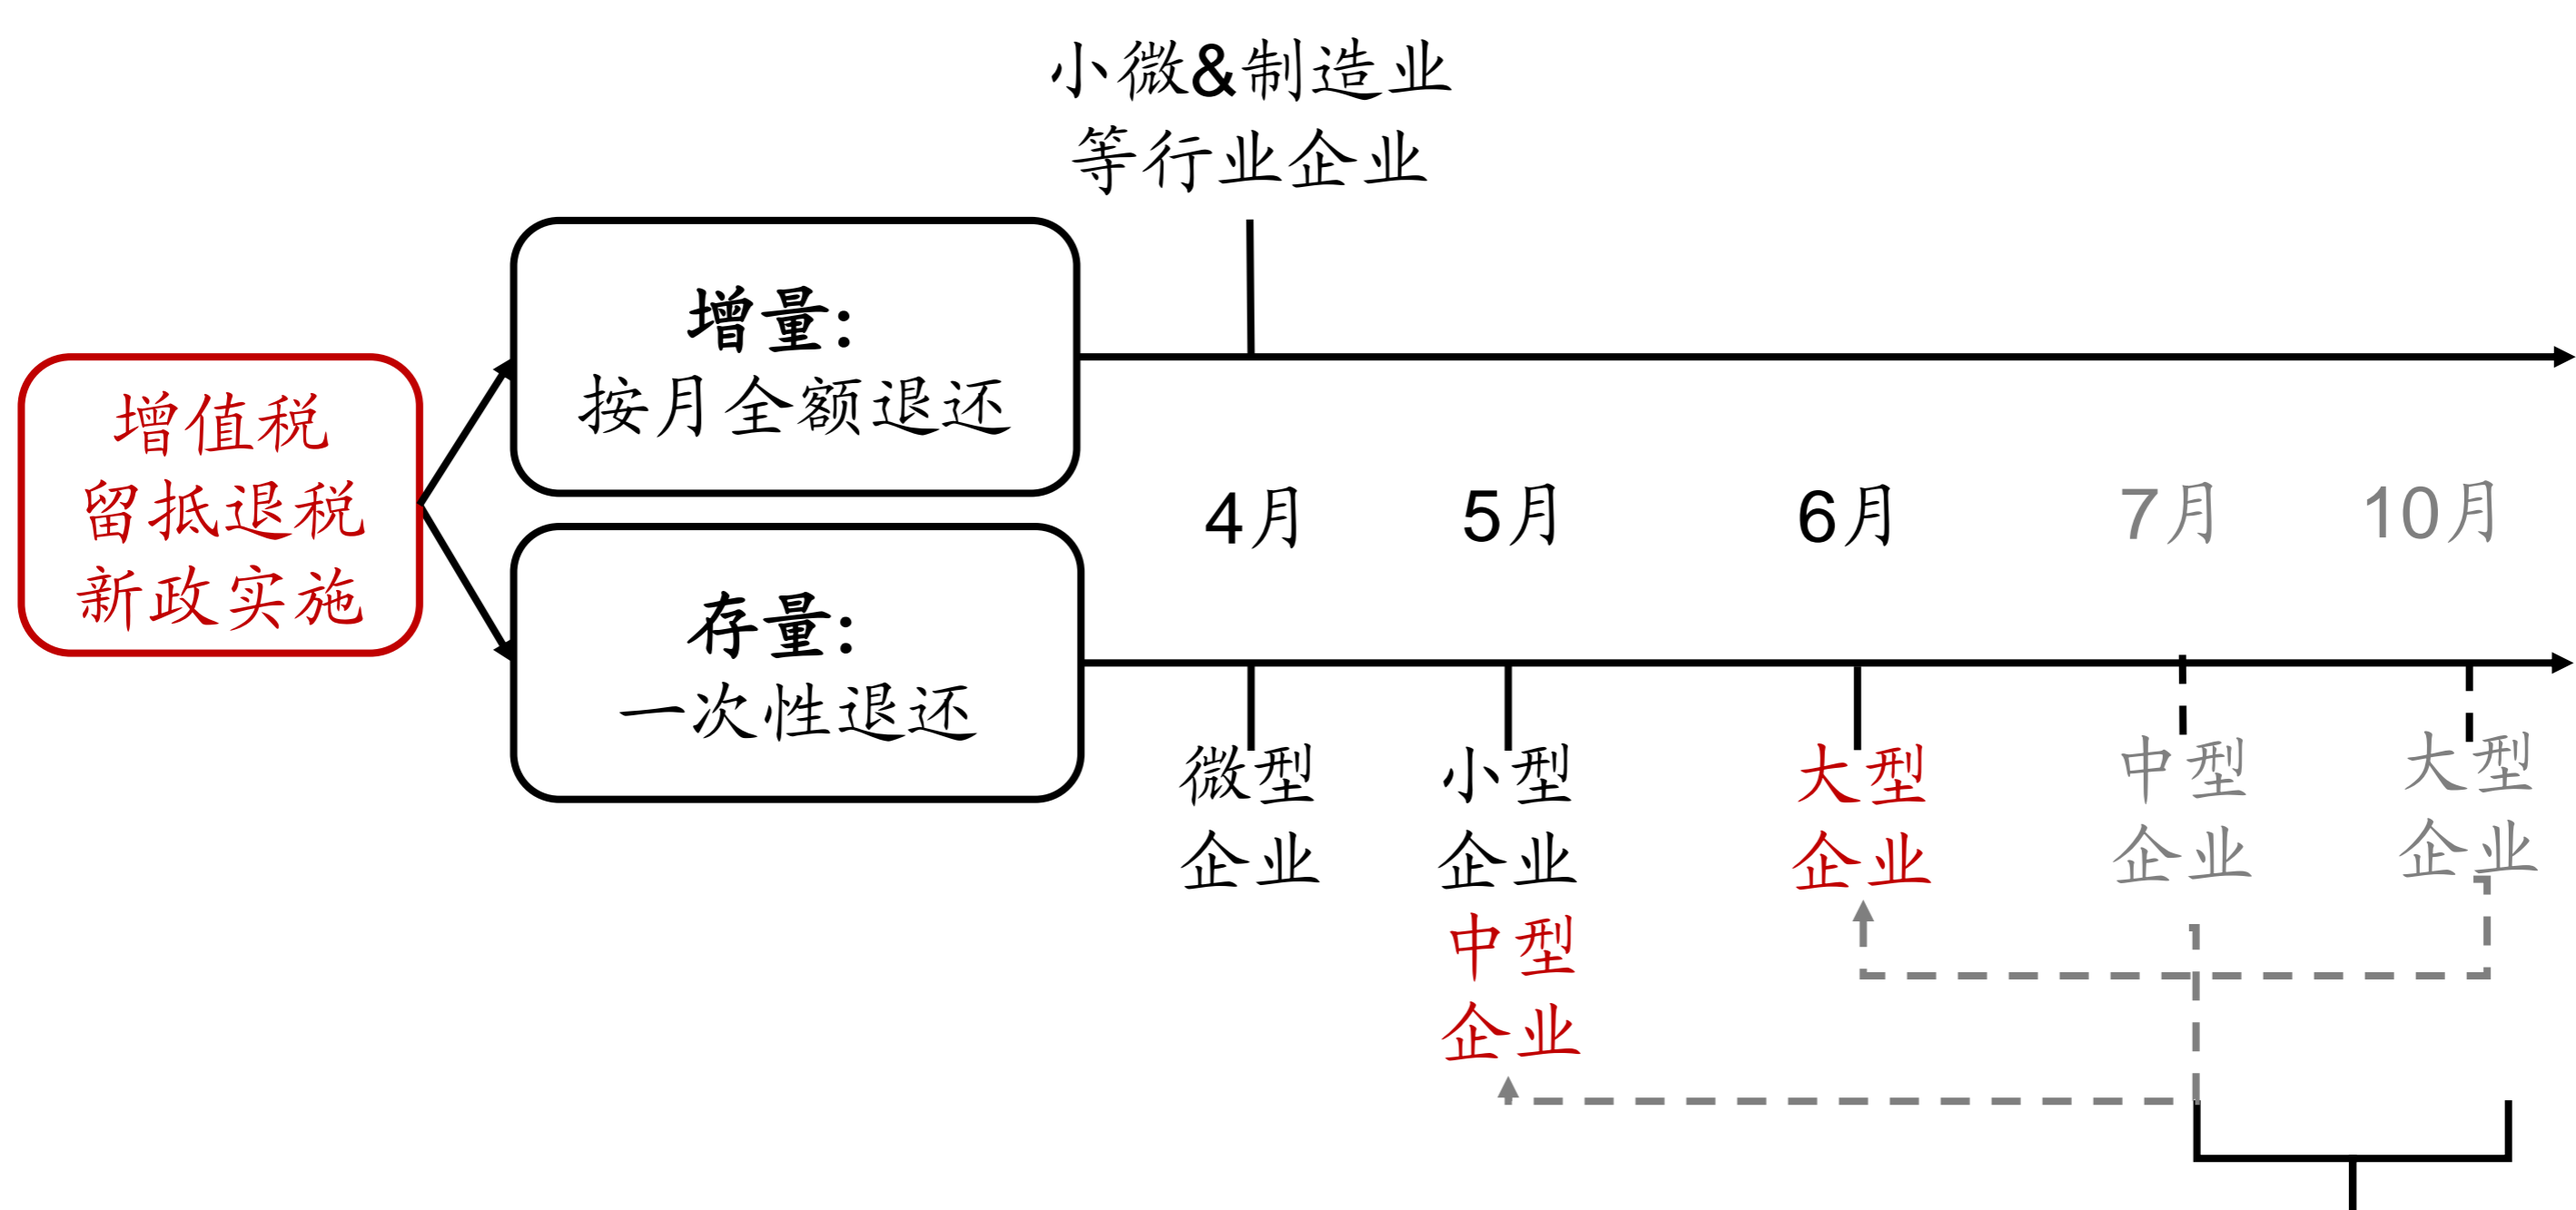 小微&制造业
等行业企业
增量:
按月全额退还
增值税
留抵退税
新政实施
4月
5月
6月
7月
10月
存量:
一次性退还
微型
企业
小型
企业
中型
企业
大型
企业
中型
企业
大型
企业